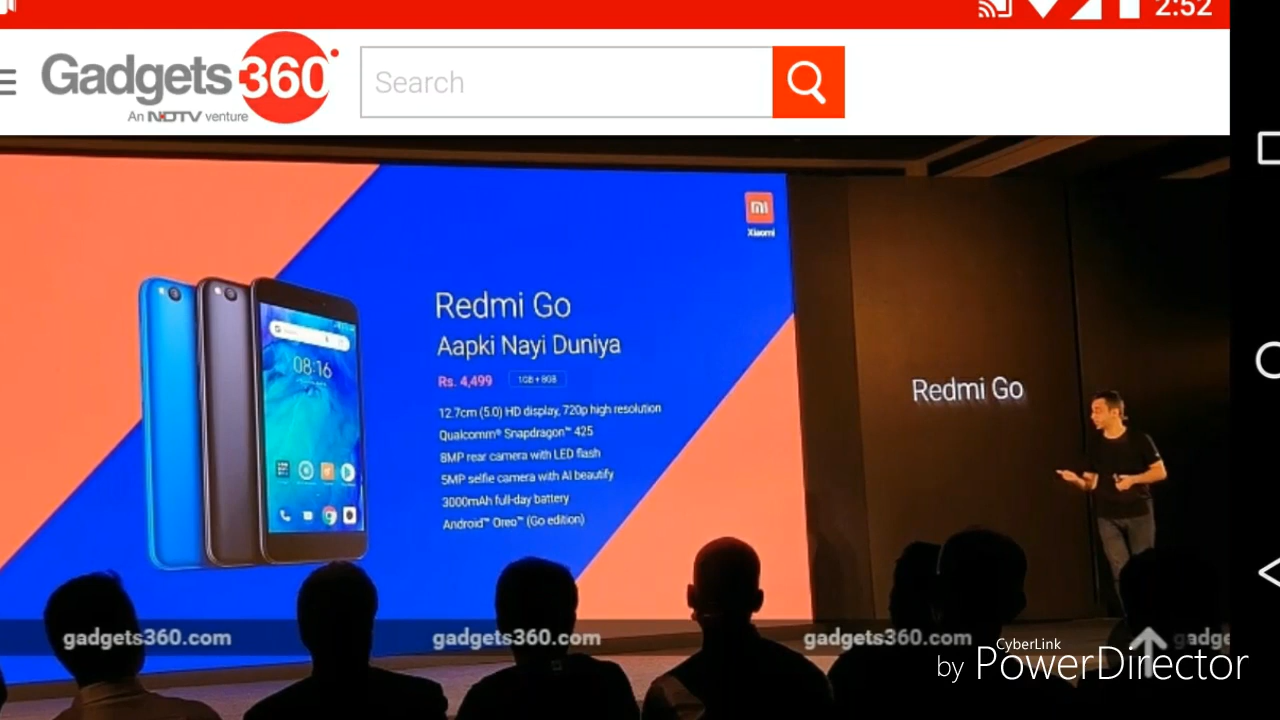 2:52
Gadgets 360
An NDTV venture
Search
mi
Xiaomi
Redmi Go
Aapki Nayi Duniya
Rs. 4,499 1GB + 8GB
12.7cm (5.0) HD display, 720p high resolution
Qualcomm® Snapdragon™ 425
8MP rear camera with LED flash
5MP selfie camera with AI beautify
3000mAh full-day battery
Android™ Oreo™ (Go edition)
08:16
Redmi Go
gadgets360.com gadgets360.com gadgets360.com gadge
CyberLink
by PowerDirector